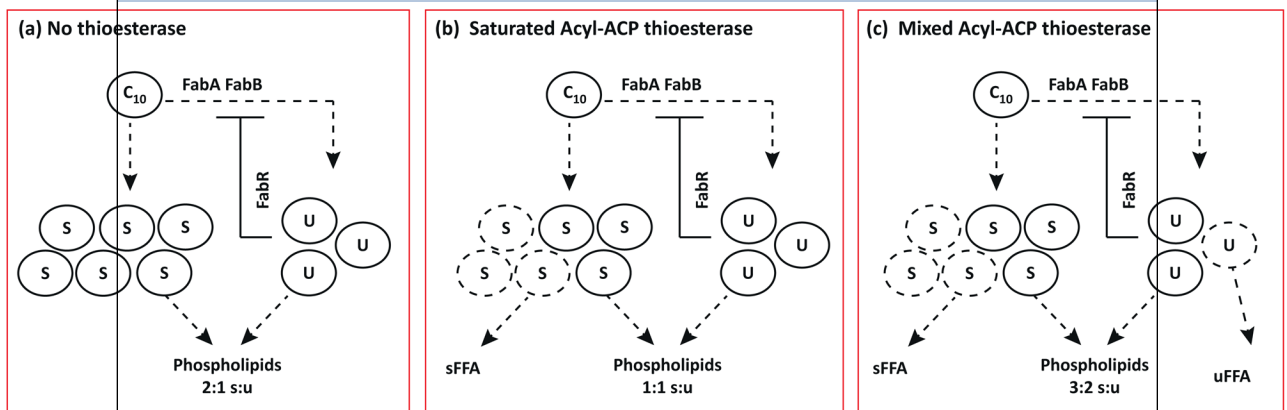 (a) No thioesterase
C10
FabA FabB
FabR
S
S
S
U
U
S
S
S
U
Phospholipids
2:1 s:u
(b) Saturated Acyl-ACP thioesterase
C10
FabA FabB
FabR
S
S
S
U
U
S
S
S
U
sFFA
Phospholipids
1:1 s:u
(c) Mixed Acyl-ACP thioesterase
C10
FabA FabB
FabR
S
S
S
U
U
S
S
S
U
sFFA
Phospholipids
3:2 s:u
uFFA